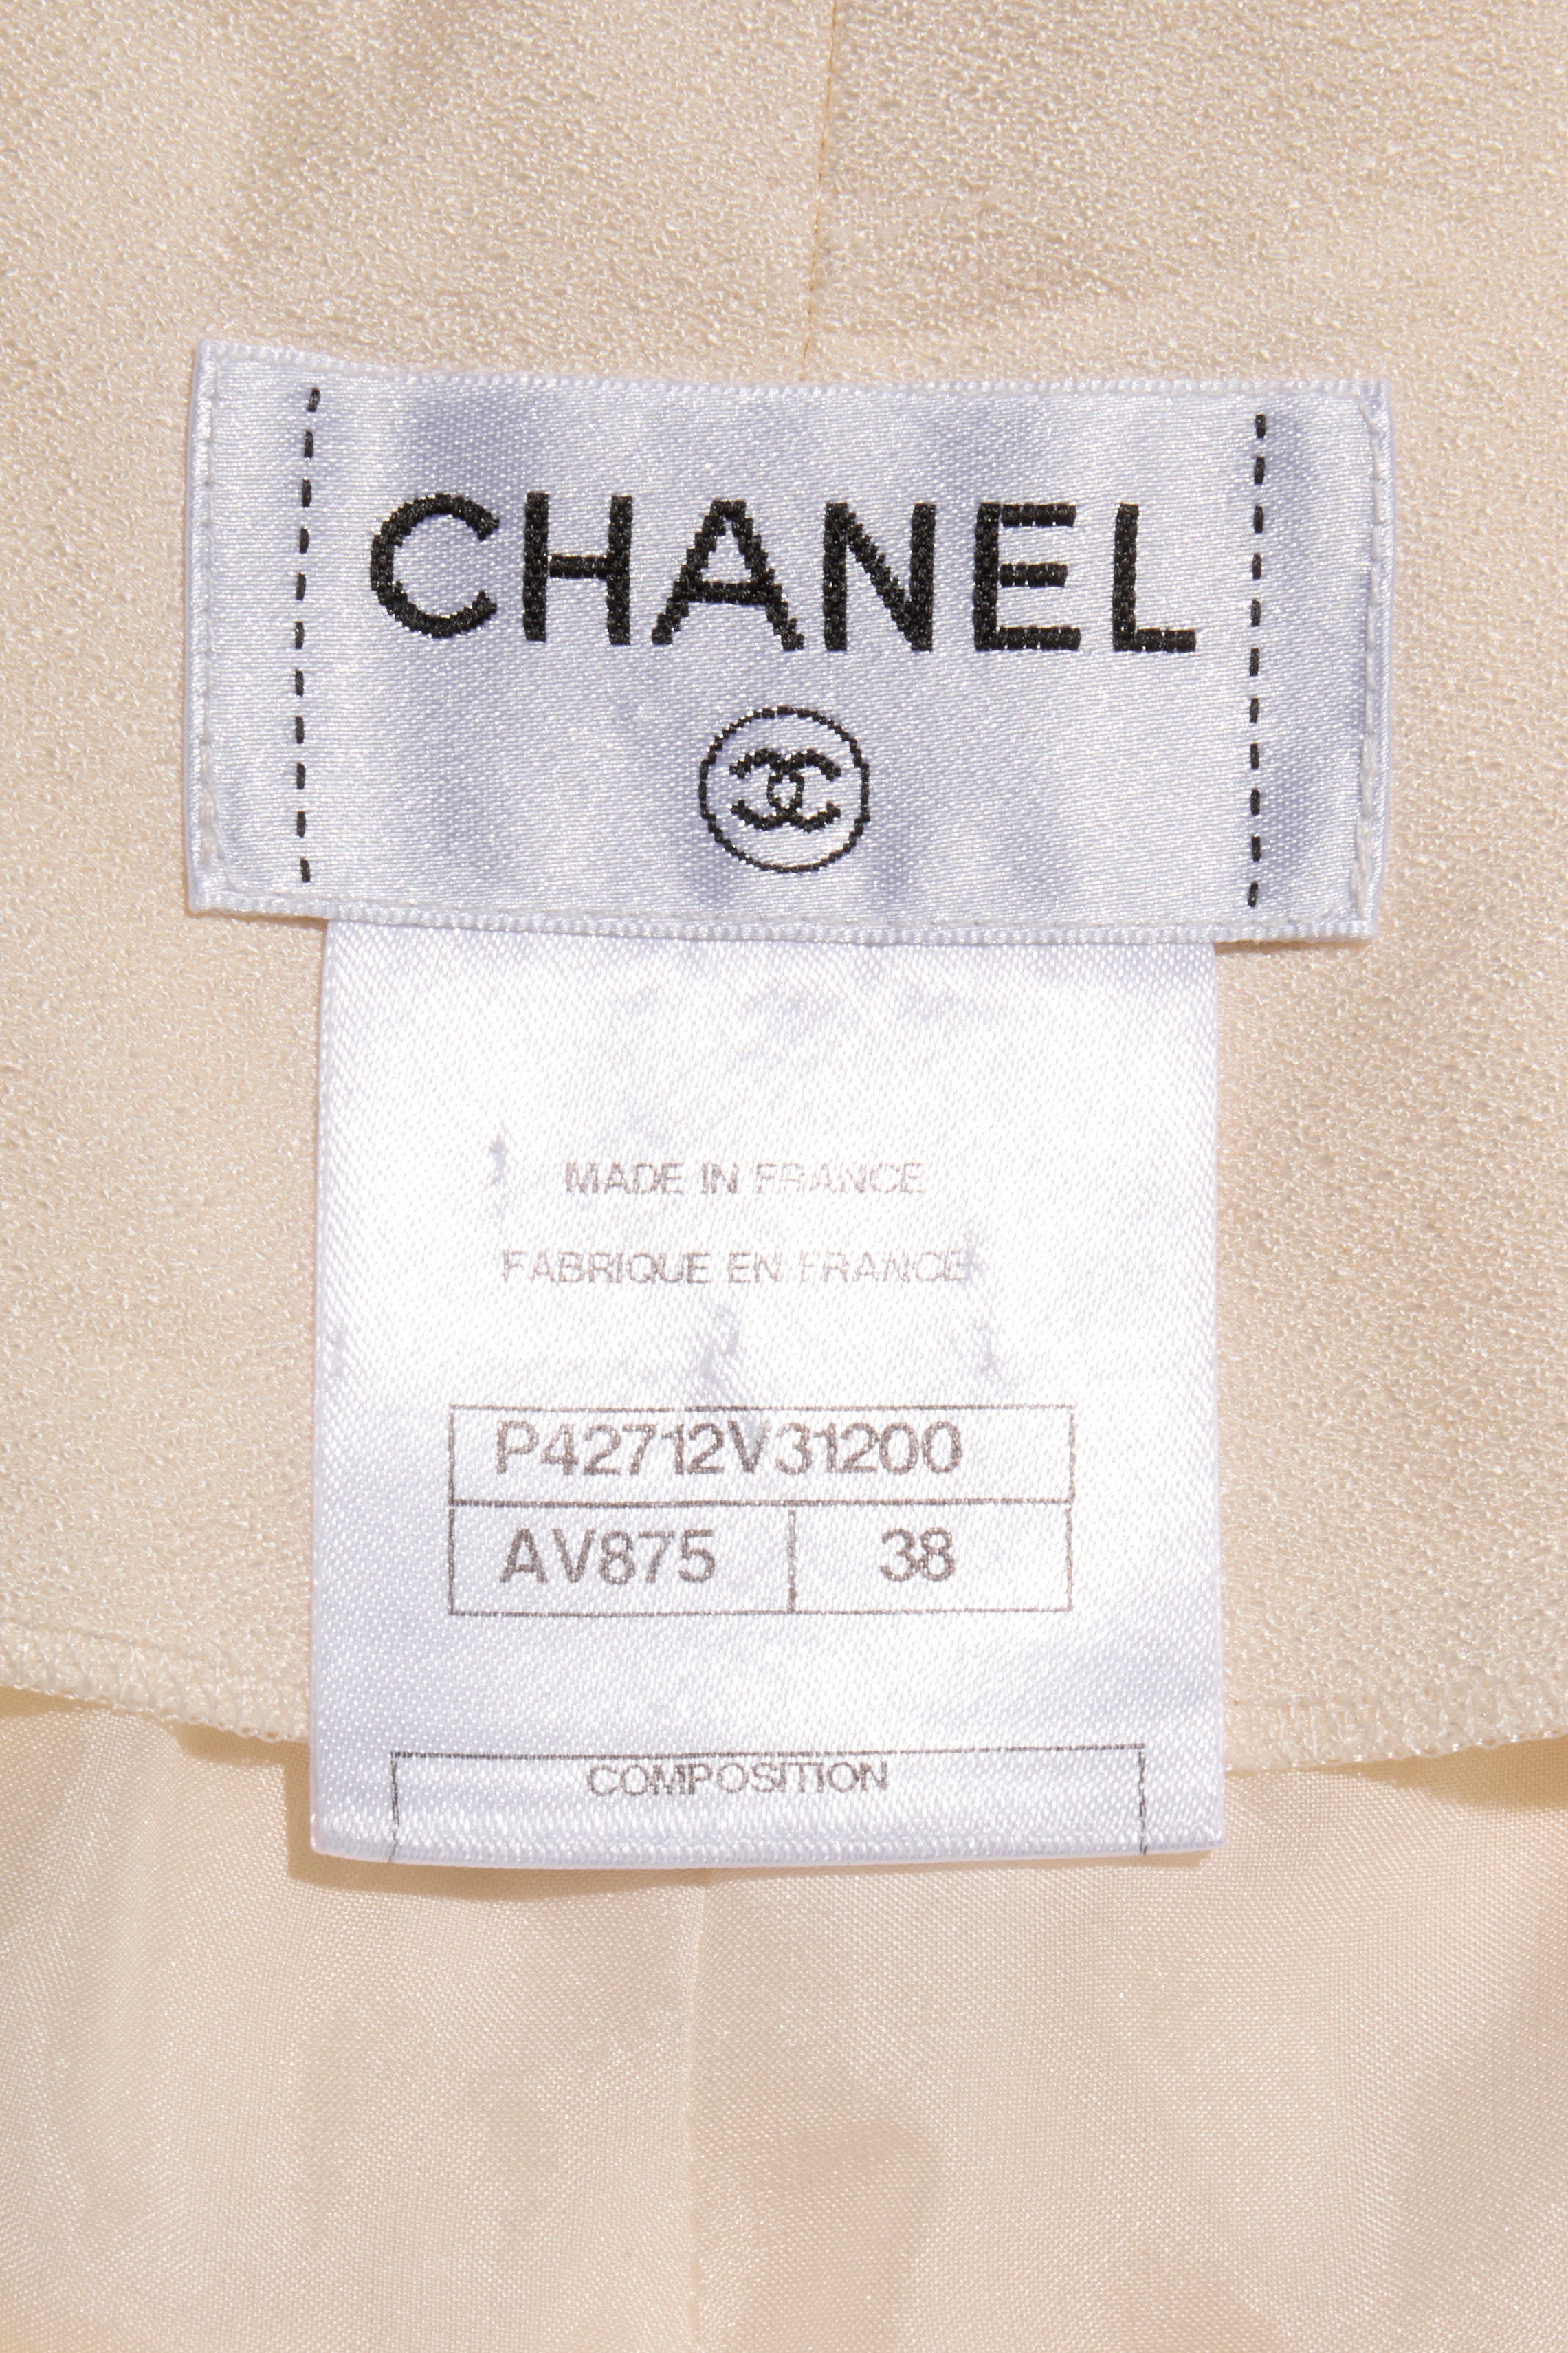 CHANEL
MADE IN FRANCE
FABRIQUE EN FRANCE
P42712V31200
AV875 38
COMPOSITION